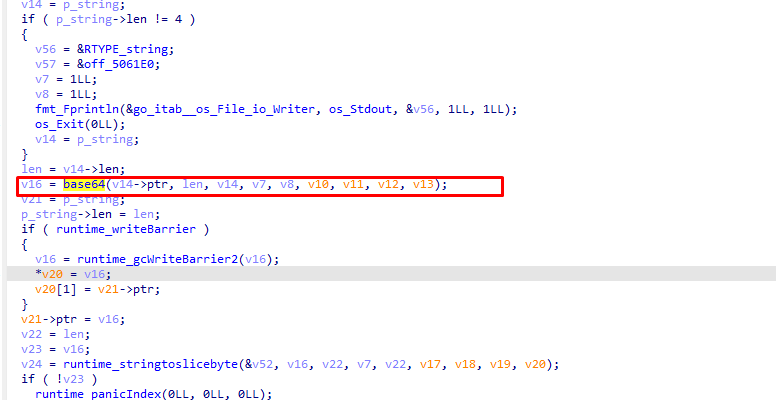 v14 = p_string;
if ( p_string->len != 4 )
{
v56 = &RTYPE_string;
v57 = &off_5061E0;
v7 = 1LL;
v8 = 1LL;
fmt_Fprintln(&go_itab__os_File_io_Writer, os_Stdout, &v56, 1LL, 1LL);
os_Exit(0LL);
v14 = p_string;
}
len = v14->len;
v16 = base64(v14->ptr, len, v14, v7, v8, v10, v11, v12, v13);
v21 = p_string;
p_string->len = len;
if ( runtime_writeBarrier )
{
v16 = runtime_gcWriteBarrier2(v16);
*v20 = v16;
v20[1] = v21->ptr;
}
v21->ptr = v16;
v22 = len;
v23 = v16;
v24 = runtime_stringtoslicebyte(&v52, v16, v22, v7, v22, v17, v18, v19, v20);
if ( !v23 )
runtime_panicIndex(0LL, 0LL, 0LL);